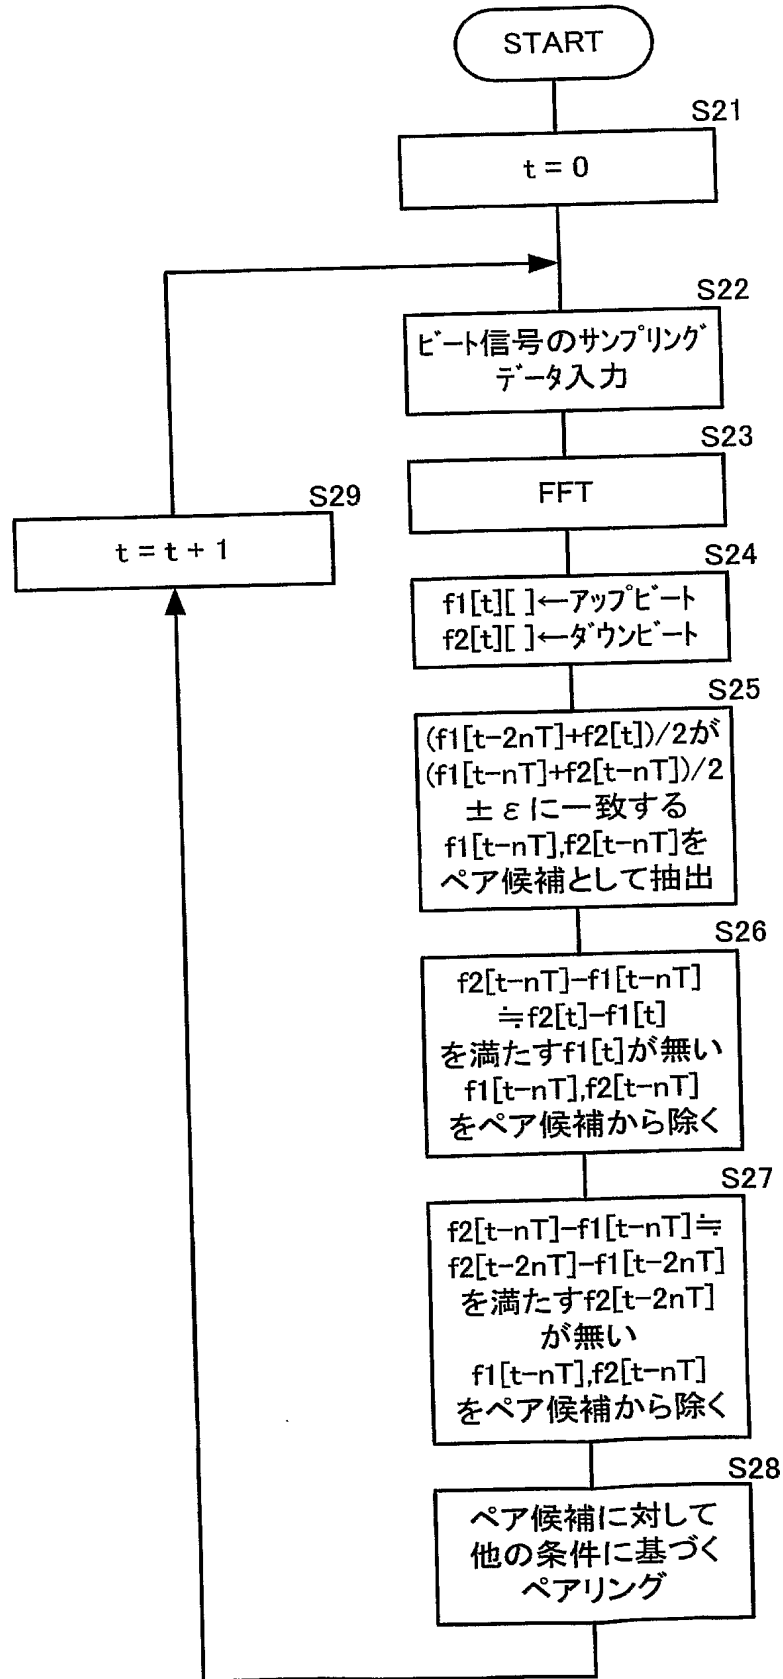 START
S21
t = 0
S22
ビート信号のサンプリング
データ入力
S23
FFT
S29
t = t + 1
S24
f1[t][ ]←アップビート
f2[t][ ]←ダウンビート
S25
(f1[t-2nT]+f2[t])/2が
(f1[t-nT]+f2[t-nT])/2
± ε に一致する
f1[t-nT],f2[t-nT]を
ペア候補として抽出
S26
f2[t-nT]-f1[t-nT]
≒f2[t]-f1[t]
を満たすf1[t]が無い
f1[t-nT],f2[t-nT]
をペア候補から除く
S27
f2[t-nT]-f1[t-nT]≒
f2[t-2nT]-f1[t-2nT]
を満たすf2[t-2nT]
が無い
f1[t-nT],f2[t-nT]
をペア候補から除く
S28
ペア候補に対して
他の条件に基づく
ペアリング